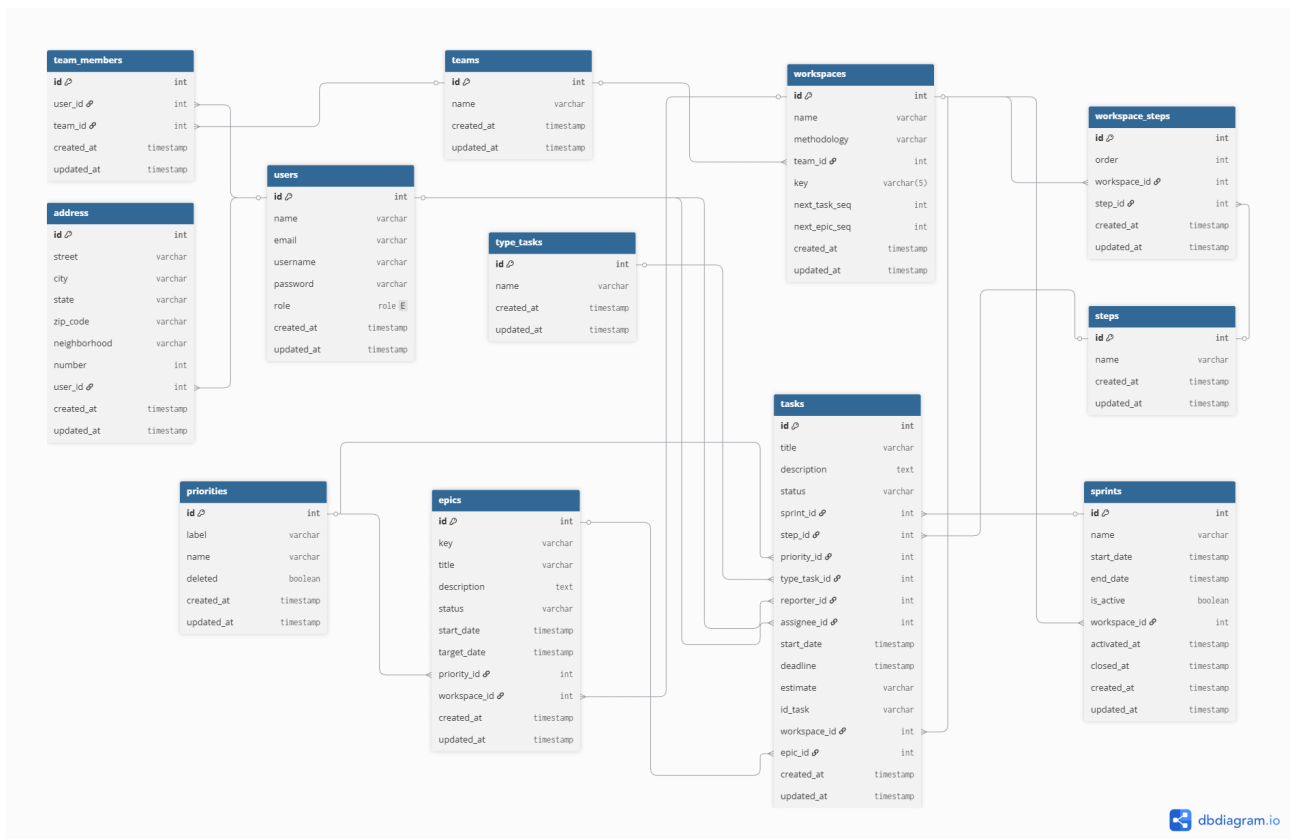 team_members
id int
user_id int
team_id int
created_at timestamp
updated_at timestamp
teams
id int
name varchar
created_at timestamp
updated_at timestamp
workspaces
id int
name varchar
methodology varchar
team_id int
key varchar(5)
next_task_seq int
next_epic_seq int
created_at timestamp
updated_at timestamp
workspace_steps
id int
order int
workspace_id int
step_id int
created_at timestamp
updated_at timestamp
users
id int
name varchar
email varchar
username varchar
password varchar
role role E
created_at timestamp
updated_at timestamp
address
id int
street varchar
city varchar
state varchar
zip_code varchar
neighborhood varchar
number int
user_id int
created_at timestamp
updated_at timestamp
type_tasks
id int
name varchar
created_at timestamp
updated_at timestamp
steps
id int
name varchar
created_at timestamp
updated_at timestamp
tasks
id int
title varchar
description text
status varchar
sprint_id int
step_id int
priority_id int
type_task_id int
reporter_id int
assignee_id int
start_date timestamp
deadline timestamp
estimate varchar
id_task varchar
workspace_id int
epic_id int
created_at timestamp
updated_at timestamp
priorities
id int
label varchar
name varchar
deleted boolean
created_at timestamp
updated_at timestamp
epics
id int
key varchar
title varchar
description text
status varchar
start_date timestamp
target_date timestamp
priority_id int
workspace_id int
created_at timestamp
updated_at timestamp
sprints
id int
name varchar
start_date timestamp
end_date timestamp
is_active boolean
workspace_id int
activated_at timestamp
closed_at timestamp
created_at timestamp
updated_at timestamp
dbdiagram.io